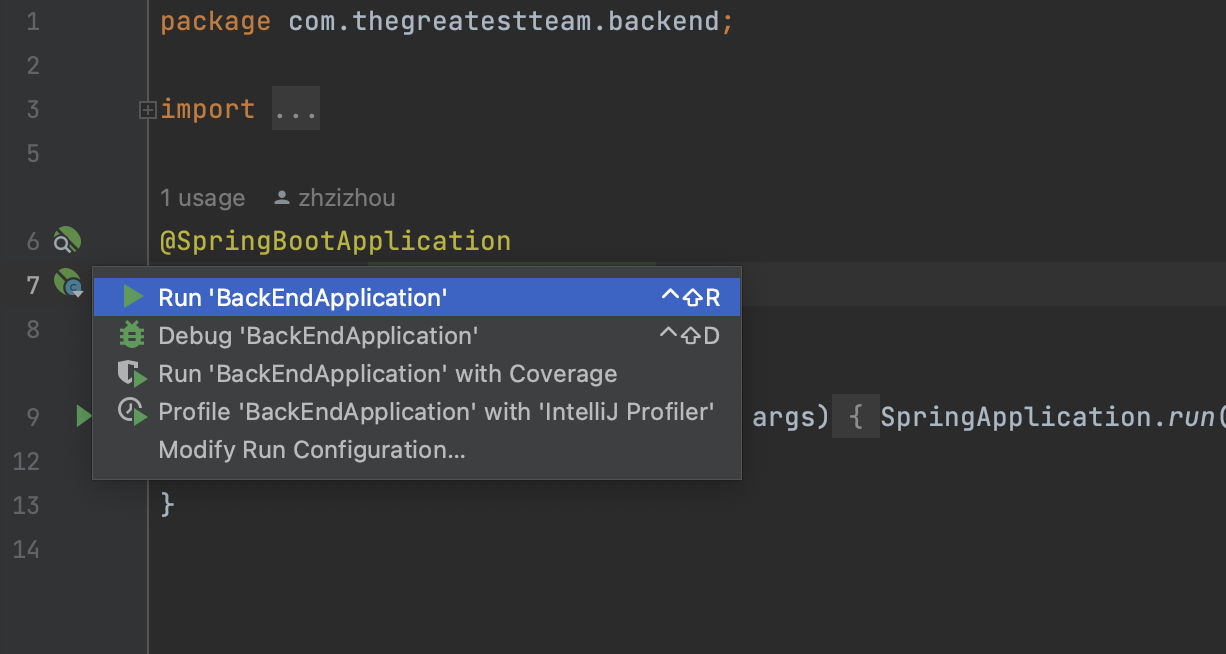 1 package com.thegreatestteam.backend;
2
3 import ...
5
1 usage zhzizhou
6 @SpringBootApplication
7
Run 'BackEndApplication' ^⇧R
8
Debug 'BackEndApplication' ^⇧D
Run 'BackEndApplication' with Coverage
9 args) { SpringApplication.run(
Profile 'BackEndApplication' with 'IntelliJ Profiler'
12
Modify Run Configuration...
13 }
14